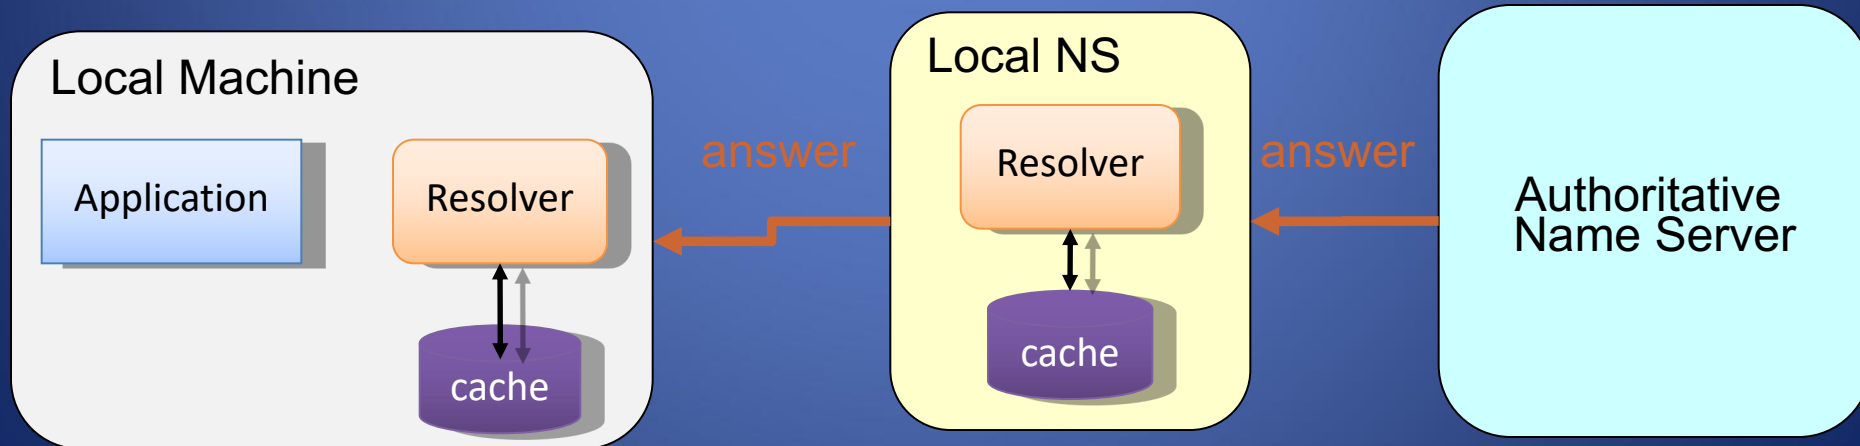 Local Machine
Application
Resolver
cache
answer
Local NS
Resolver
cache
answer
Authoritative
Name Server